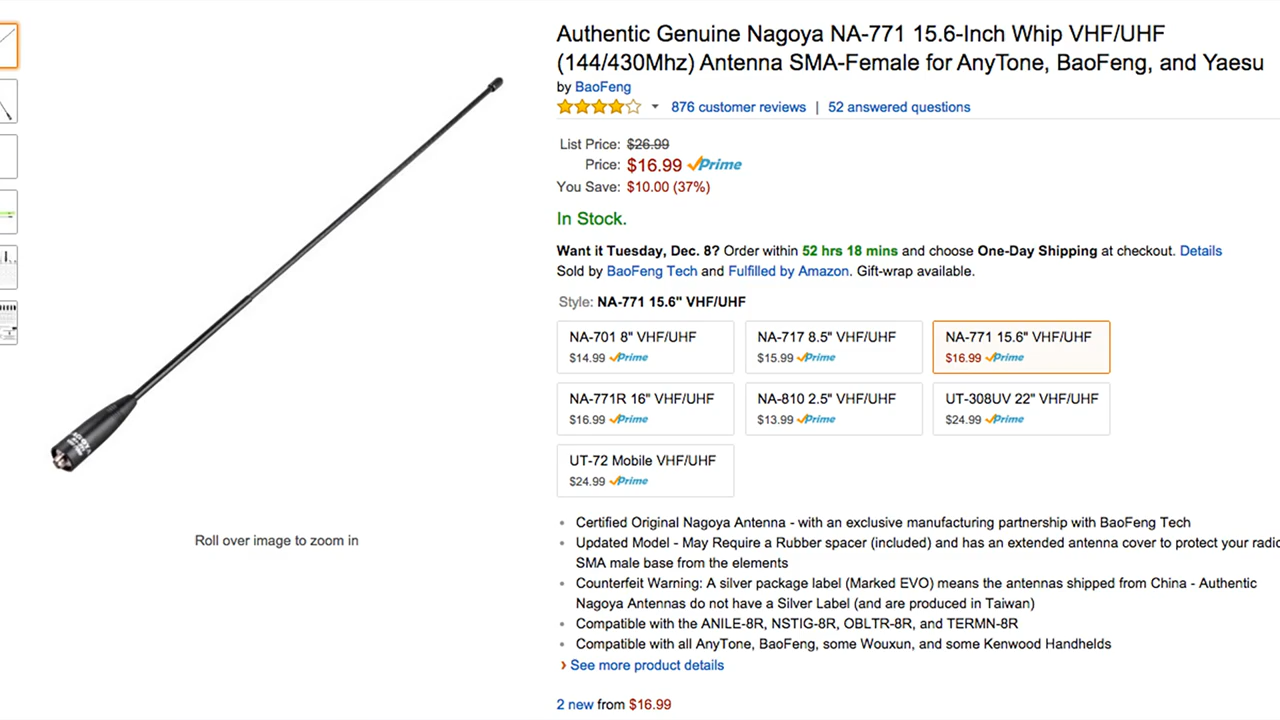 Authentic Genuine Nagoya NA-771 15.6-Inch Whip VHF/UHF
(144/430Mhz) Antenna SMA-Female for AnyTone, BaoFeng, and Yaesu
by BaoFeng
876 customer reviews | 52 answered questions
List Price: $26.99
Price: $16.99 Prime
You Save: $10.00 (37%)
In Stock.
Want it Tuesday, Dec. 8? Order within 52 hrs 18 mins and choose One-Day Shipping at checkout. Details
Sold by BaoFeng Tech and Fulfilled by Amazon. Gift-wrap available.
Style: NA-771 15.6" VHF/UHF
NA-701 8" VHF/UHF
$14.99 Prime
NA-717 8.5" VHF/UHF
$15.99 Prime
NA-771 15.6" VHF/UHF
$16.99 Prime
NA-771R 16" VHF/UHF
$16.99 Prime
NA-810 2.5" VHF/UHF
$13.99 Prime
UT-308UV 22" VHF/UHF
$24.99 Prime
UT-72 Mobile VHF/UHF
$24.99 Prime
Roll over image to zoom in
• Certified Original Nagoya Antenna - with an exclusive manufacturing partnership with BaoFeng Tech
• Updated Model - May Require a Rubber spacer (included) and has an extended antenna cover to protect your radio
SMA male base from the elements
• Counterfeit Warning: A silver package label (Marked EVO) means the antennas shipped from China - Authentic
Nagoya Antennas do not have a Silver Label (and are produced in Taiwan)
• Compatible with the ANILE-8R, NSTIG-8R, OBLTR-8R, and TERMN-8R
• Compatible with all AnyTone, BaoFeng, some Wouxun, and some Kenwood Handhelds
› See more product details
2 new from $16.99